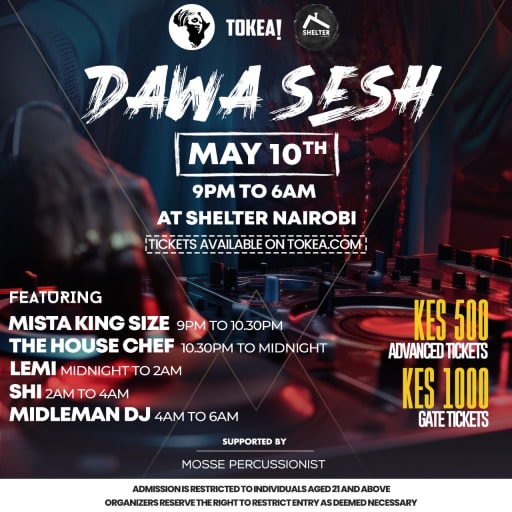 TOKEA!
SHELTER
DAWA SESH
MAY 10TH
9PM TO 6AM
AT SHELTER NAIROBI
TICKETS AVAILABLE ON TOKEA.COM
FEATURING
MISTA KING SIZE 9PM TO 10.30PM
THE HOUSE CHEF 10.30PM TO MIDNIGHT
LEMI MIDNIGHT TO 2AM
SHI 2AM TO 4AM
MIDLEMAN DJ 4AM TO 6AM
KES 500
ADVANCED TICKETS
KES 1000
GATE TICKETS
SUPPORTED BY
MOSSE PERCUSSIONIST
ADMISSION IS RESTRICTED TO INDIVIDUALS AGED 21 AND ABOVE
ORGANIZERS RESERVE THE RIGHT TO RESTRICT ENTRY AS DEEMED NECESSARY